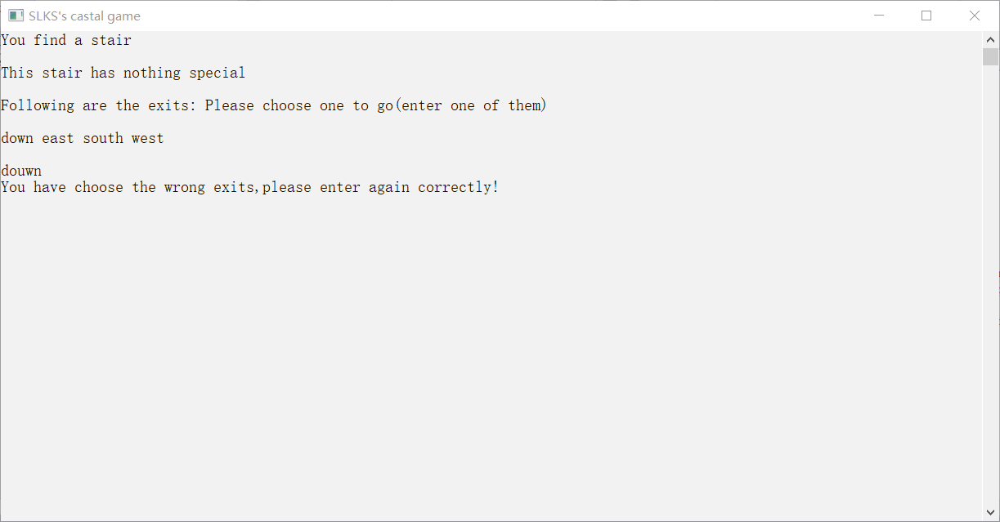 SLKS's castal game
You find a stair
This stair has nothing special
Following are the exits: Please choose one to go(enter one of them)
down east south west
douwn
You have choose the wrong exits,please enter again correctly!